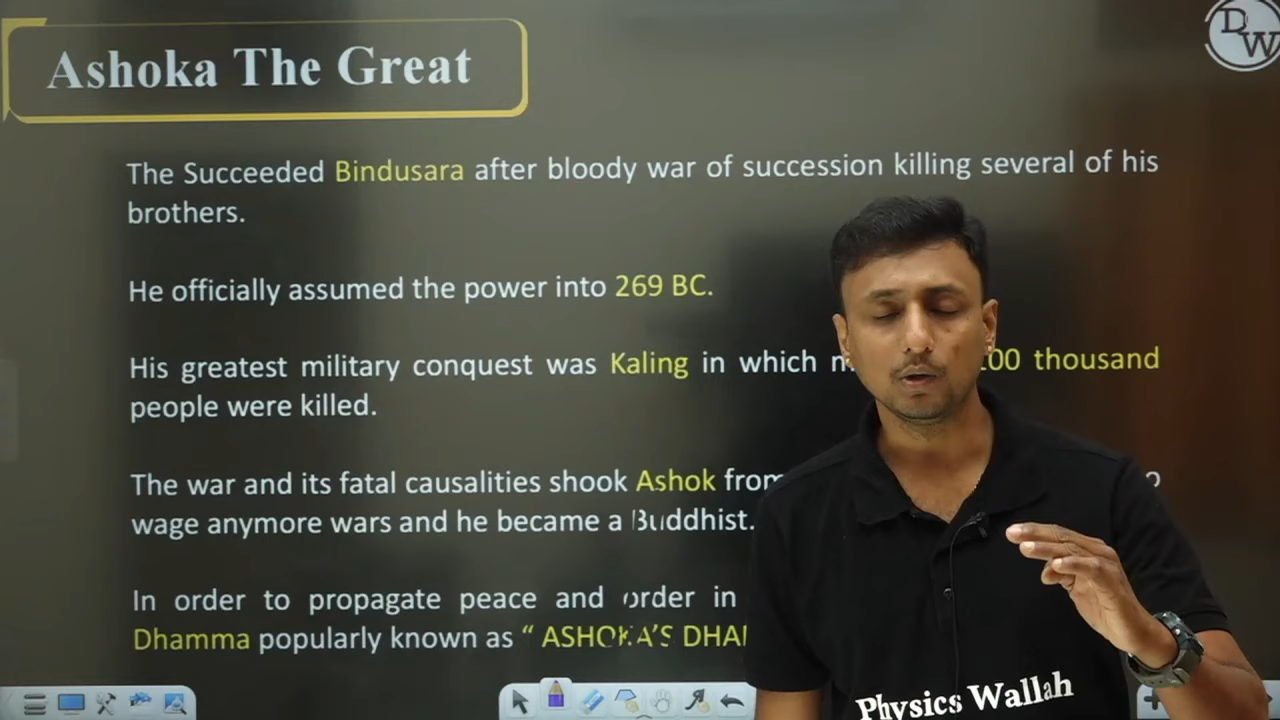 Ashoka The Great
PW
The Succeeded Bindusara after bloody war of succession killing several of his
brothers.
He officially assumed the power into 269 BC.
His greatest military conquest was Kaling in which 00 thousand
people were killed.
The war and its fatal causalities shook Ashok from
wage anymore wars and he became a Buddhist.
In order to propagate peace and order in
Dhamma popularly known as “ ASHOKA'S
Physics Wallah